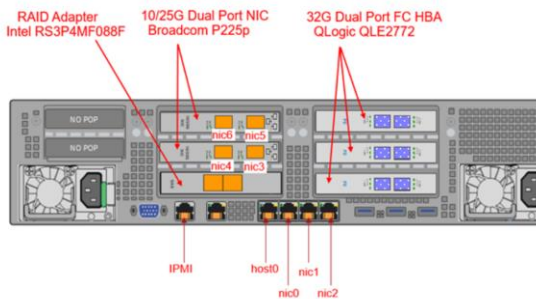 RAID Adapter
Intel RS3P4MF088F
10/25G Dual Port NIC
Broadcom P225p
32G Dual Port FC HBA
QLogic QLE2772
NO POP
NO POP
nic6
nic5
nic4
nic3
IPMI
host0
nic0
nic1
nic2